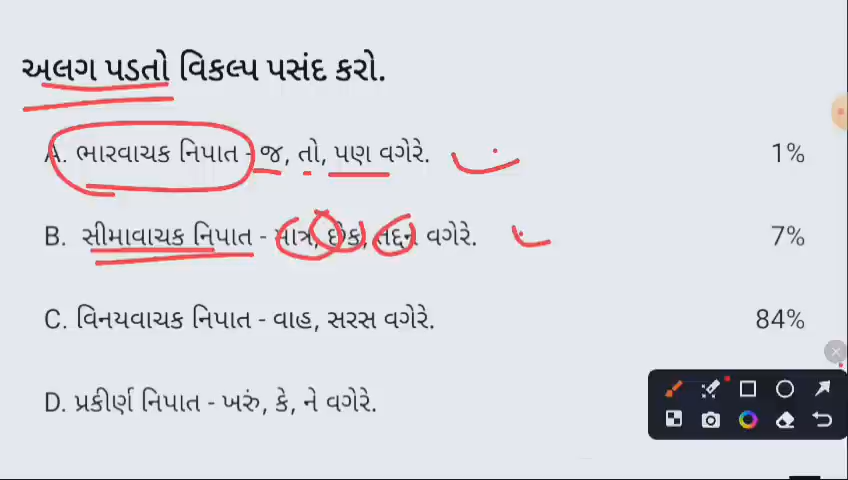 અલગ પડતો વિકલ્પ પસંદ કરો.
A. ભારવાચક નિપાત - જ, તો, પણ વગેરે. 1%
B. સીમાવાચક નિપાત - માત્ર, છેક, તદ્દન વગેરે. 7%
C. વિનયવાચક નિપાત - વાહ, સરસ વગેરે. 84%
D. પ્રકીર્ણ નિપાત - ખરું, કે, ને વગેરે.